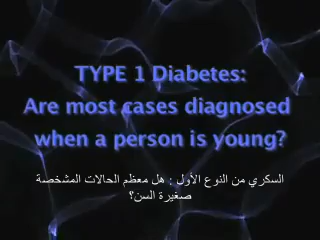 TYPE 1 Diabetes:
Are most cases diagnosed
when a person is young?
السكري من النوع الأول : هل معظم الحالات المشخصة
صغيرة السن؟